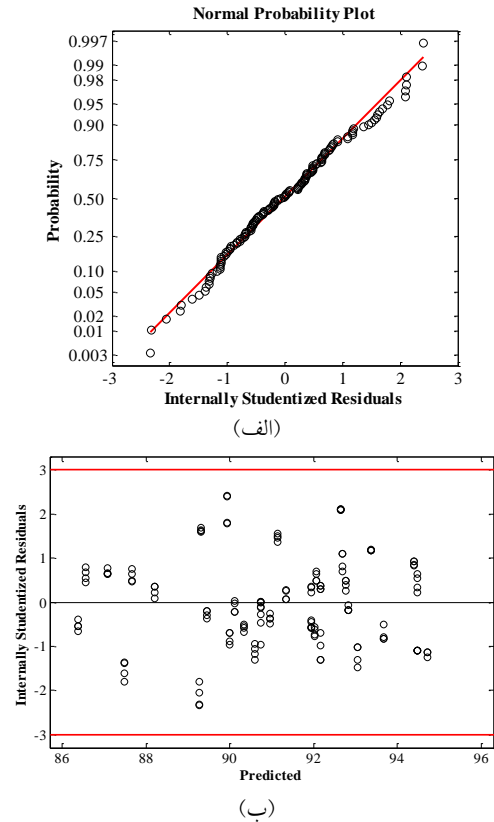 Normal Probability Plot
0.997
0.99
0.98
0.95
0.90
0.75
0.50
0.25
0.10
0.05
0.02
0.01
0.003
Probability
-3 -2 -1 0 1 2 3
Internally Studentized Residuals
(الف)
3
2
1
0
-1
-2
-3
Internally Studentized Residuals
86 88 90 92 94 96
Predicted
(ب)